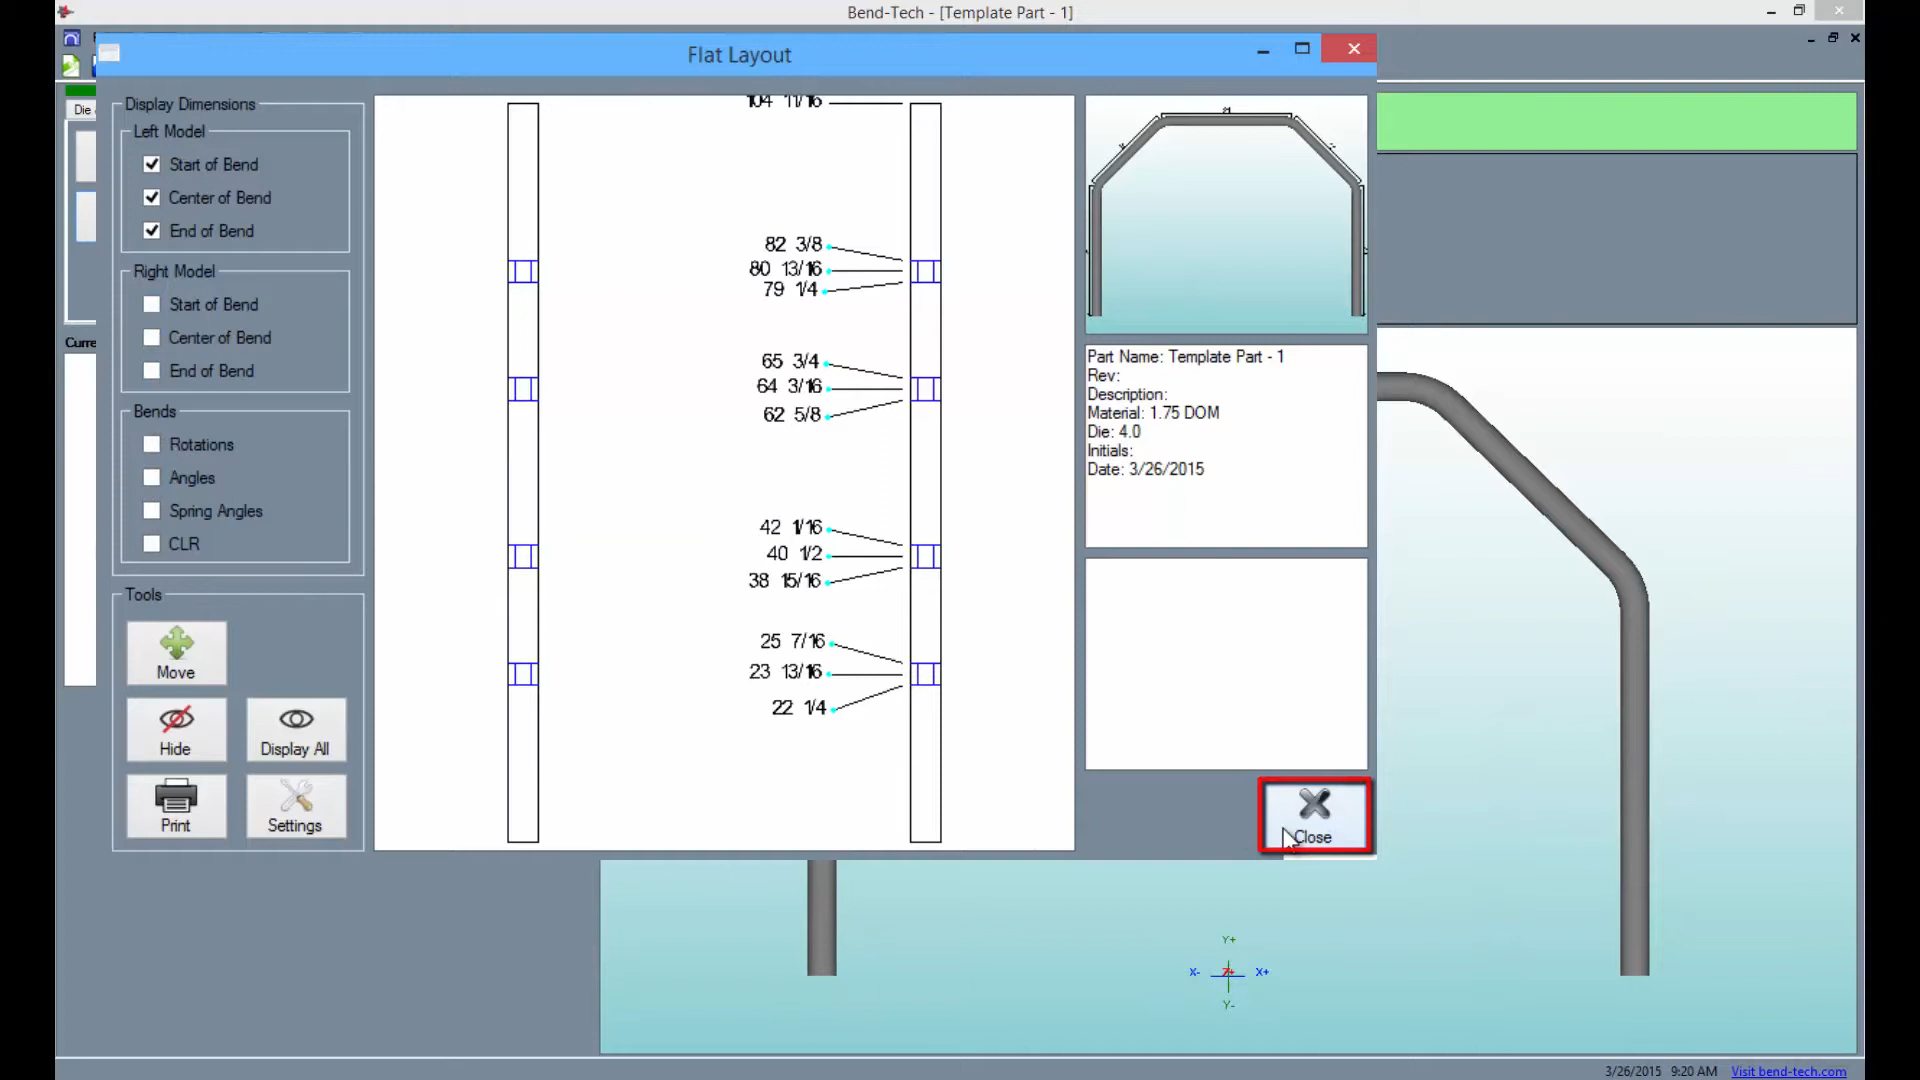 Bend-Tech - [Template Part - 1]
Flat Layout
Die
Curre
Display Dimensions
Left Model
Start of Bend
Center of Bend
End of Bend
Right Model
Start of Bend
Center of Bend
End of Bend
Bends
Rotations
Angles
Spring Angles
CLR
Tools
Move
Hide
Display All
Print
Settings
104 11/16
82 3/8
80 13/16
79 1/4
65 3/4
64 3/16
62 5/8
42 1/16
40 1/2
38 15/16
25 7/16
23 13/16
22 1/4
Part Name: Template Part - 1
Rev:
Description:
Material: 1.75 DOM
Die: 4.0
Initials:
Date: 3/26/2015
Close
Y+
X- Z+ X+
Y-
3/26/2015 9:20 AM Visit bend-tech.com